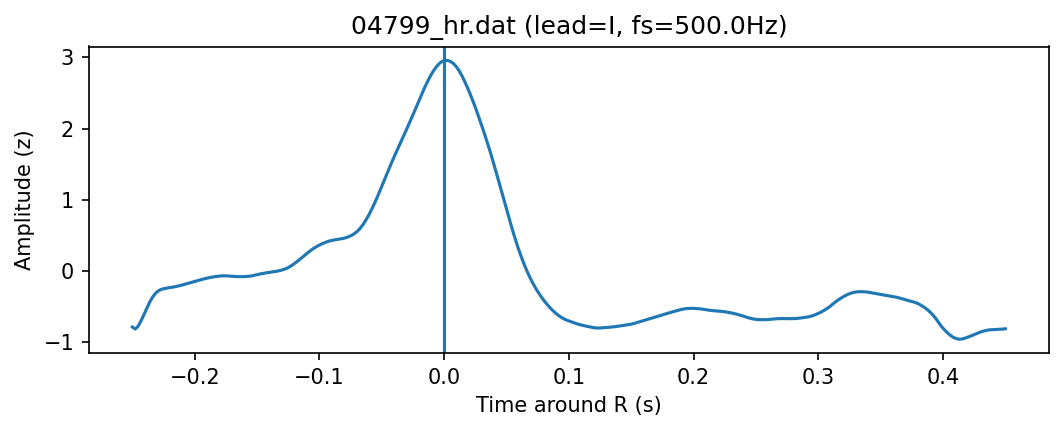 04799_hr.dat (lead=I, fs=500.0Hz)
Amplitude (z)
3
2
1
0
−1
−0.2 −0.1 0.0 0.1 0.2 0.3 0.4
Time around R (s)